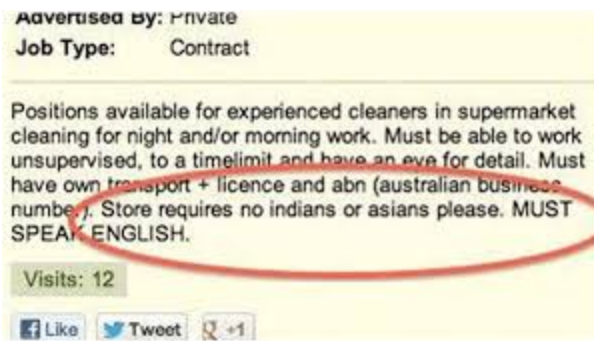 Advertised By: Private
Job Type: Contract
Positions available for experienced cleaners in supermarket
cleaning for night and/or morning work. Must be able to work
unsupervised, to a timelimit and have an eye for detail. Must
have own transport + licence and abn (australian business
number). Store requires no indians or asians please. MUST
SPEAK ENGLISH.
Visits: 12
Like Tweet +1